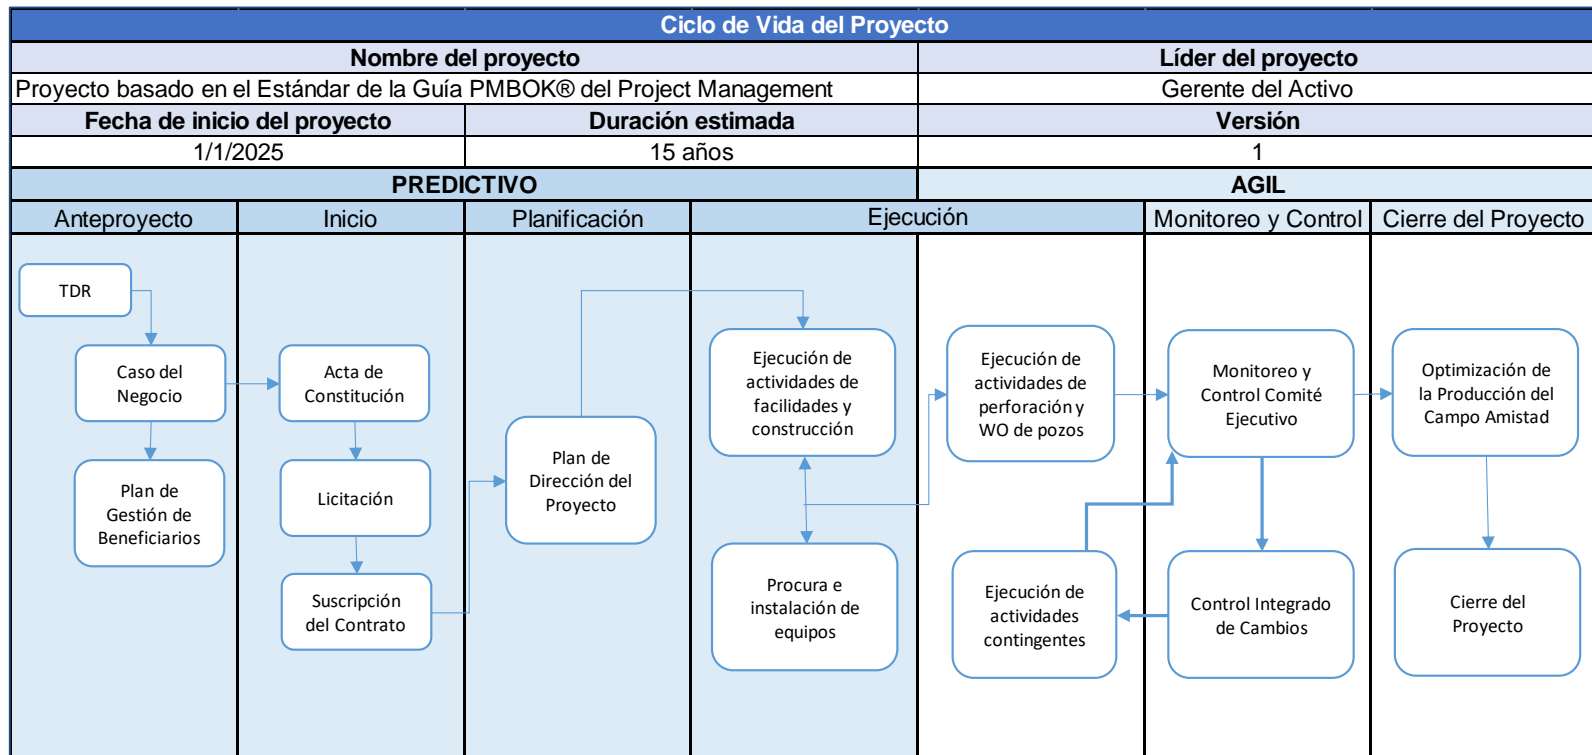 Ciclo de Vida del Proyecto
Nombre del proyecto
Líder del proyecto
Proyecto basado en el Estándar de la Guía PMBOK® del Project Management
Gerente del Activo
Fecha de inicio del proyecto
Duración estimada
Versión
1/1/2025
15 años
1
PREDICTIVO
AGIL
Anteproyecto
Inicio
Planificación
Ejecución
Monitoreo y Control
Cierre del Proyecto
TDR
Caso del
Negocio
Plan de
Gestión de
Beneficiarios
Acta de
Constitución
Licitación
Suscripción
del Contrato
Plan de
Dirección del
Proyecto
Ejecución de
actividades de
facilidades y
construcción
Procura e
instalación de
equipos
Ejecución de
actividades de
perforación y
WO de pozos
Ejecución de
actividades
contingentes
Monitoreo y
Control Comité
Ejecutivo
Control Integrado
de Cambios
Optimización de
la Producción del
Campo Amistad
Cierre del
Proyecto